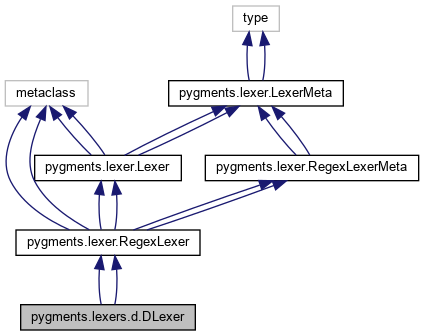 type
metaclass
pygments.lexer.LexerMeta
pygments.lexer.Lexer
pygments.lexer.RegexLexerMeta
pygments.lexer.RegexLexer
pygments.lexers.d.DLexer